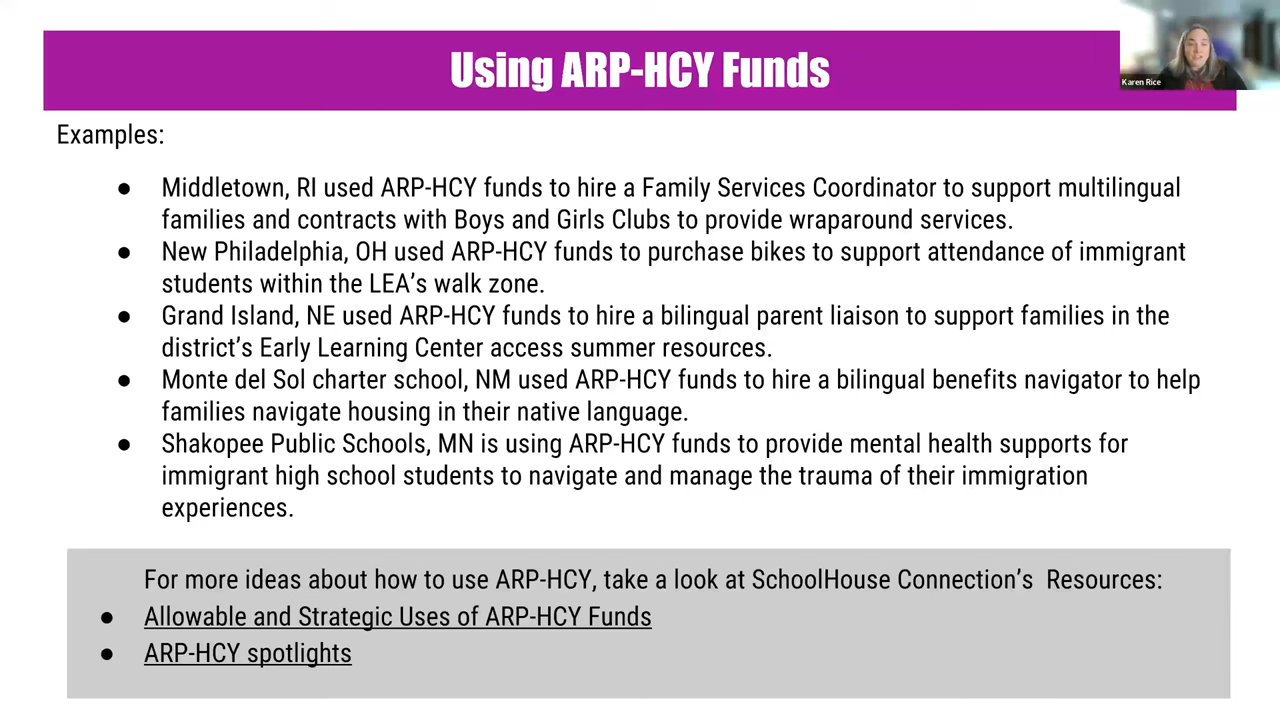 Using ARP-HCY Funds
Karen Rice
Examples:
● Middletown, RI used ARP-HCY funds to hire a Family Services Coordinator to support multilingual
families and contracts with Boys and Girls Clubs to provide wraparound services.
● New Philadelphia, OH used ARP-HCY funds to purchase bikes to support attendance of immigrant
students within the LEA’s walk zone.
● Grand Island, NE used ARP-HCY funds to hire a bilingual parent liaison to support families in the
district’s Early Learning Center access summer resources.
● Monte del Sol charter school, NM used ARP-HCY funds to hire a bilingual benefits navigator to help
families navigate housing in their native language.
● Shakopee Public Schools, MN is using ARP-HCY funds to provide mental health supports for
immigrant high school students to navigate and manage the trauma of their immigration
experiences.
For more ideas about how to use ARP-HCY, take a look at SchoolHouse Connection’s Resources:
● Allowable and Strategic Uses of ARP-HCY Funds
● ARP-HCY spotlights